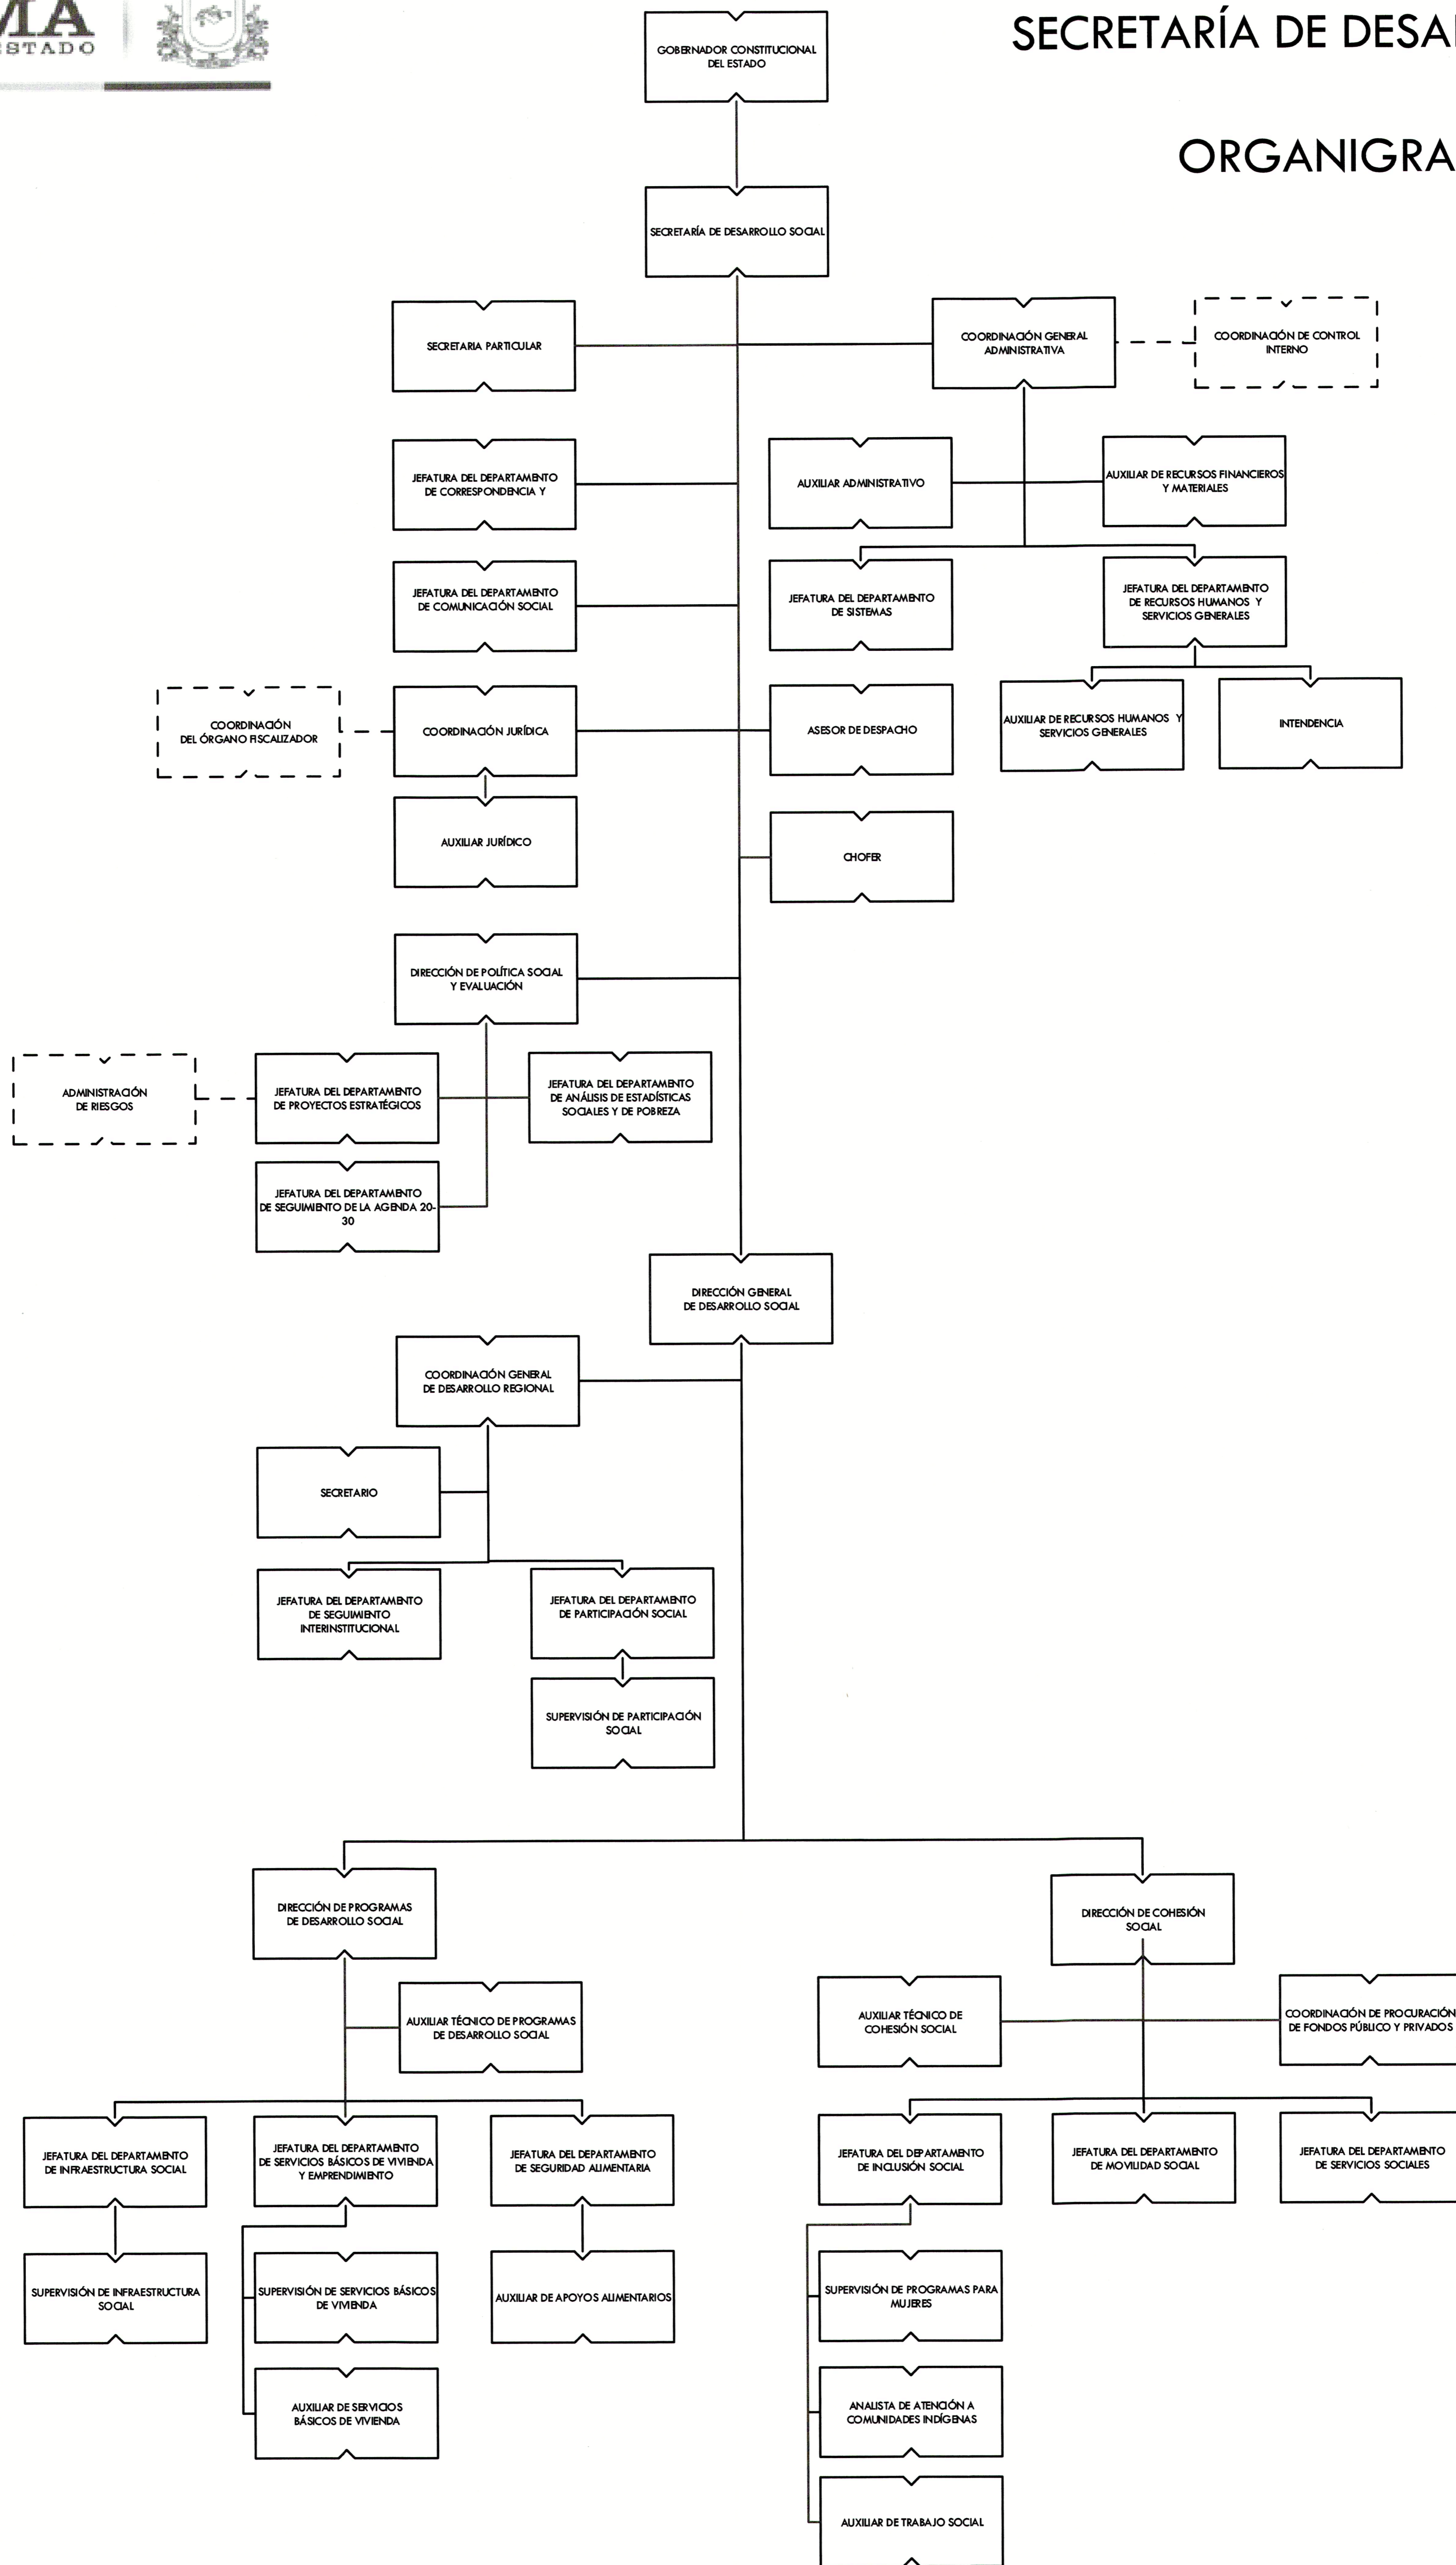 MA
ESTADO
SECRETARÍA DE DESA
ORGANIGRA
GOBERNADOR CONSTITUCIONAL
DEL ESTADO
SECRETARÍA DE DESARROLLO SOCIAL
SECRETARIA PARTICULAR
COORDINACIÓN GENERAL
ADMINISTRATIVA
COORDINACIÓN DE CONTROL
INTERNO
JEFATURA DEL DEPARTAMENTO
DE CORRESPONDENCIA Y
AUXILIAR ADMINISTRATIVO
AUXILIAR DE RECURSOS FINANCIEROS
Y MATERIALES
JEFATURA DEL DEPARTAMENTO
DE COMUNICACIÓN SOCIAL
JEFATURA DEL DEPARTAMENTO
DE SISTEMAS
JEFATURA DEL DEPARTAMENTO
DE RECURSOS HUMANOS Y
SERVICIOS GENERALES
COORDINACIÓN
DEL ÓRGANO FISCALIZADOR
COORDINACIÓN JURÍDICA
ASESOR DE DESPACHO
AUXILIAR DE RECURSOS HUMANOS Y
SERVICIOS GENERALES
INTENDENCIA
AUXILIAR JURÍDICO
CHOFER
DIRECCIÓN DE POLÍTICA SOCIAL
Y EVALUACIÓN
ADMINISTRACIÓN
DE RIESGOS
JEFATURA DEL DEPARTAMENTO
DE PROYECTOS ESTRATÉGICOS
JEFATURA DEL DEPARTAMENTO
DE ANÁLISIS DE ESTADÍSTICAS
SOCIALES Y DE POBREZA
JEFATURA DEL DEPARTAMENTO
DE SEGUIMIENTO DE LA AGENDA 20-
30
DIRECCIÓN GENERAL
DE DESARROLLO SOCIAL
COORDINACIÓN GENERAL
DE DESARROLLO REGIONAL
SECRETARIO
JEFATURA DEL DEPARTAMENTO
DE SEGUIMIENTO
INTERINSTITUCIONAL
JEFATURA DEL DEPARTAMENTO
DE PARTICIPACIÓN SOCIAL
SUPERVISIÓN DE PARTICIPACIÓN
SOCIAL
DIRECCIÓN DE PROGRAMAS
DE DESARROLLO SOCIAL
DIRECCIÓN DE COHESIÓN
SOCIAL
AUXILIAR TÉCNICO DE PROGRAMAS
DE DESARROLLO SOCIAL
AUXILIAR TÉCNICO DE
COHESIÓN SOCIAL
COORDINACIÓN DE PROCURACIÓN
DE FONDOS PÚBLICO Y PRIVADOS
JEFATURA DEL DEPARTAMENTO
DE INFRAESTRUCTURA SOCIAL
JEFATURA DEL DEPARTAMENTO
DE SERVICIOS BÁSICOS DE VIVIENDA
Y EMPRENDIMIENTO
JEFATURA DEL DEPARTAMENTO
DE SEGURIDAD ALIMENTARIA
JEFATURA DEL DEPARTAMENTO
DE INCLUSIÓN SOCIAL
JEFATURA DEL DEPARTAMENTO
DE MOVILIDAD SOCIAL
JEFATURA DEL DEPARTAMENTO
DE SERVICIOS SOCIALES
SUPERVISIÓN DE INFRAESTRUCTURA
SOCIAL
SUPERVISIÓN DE SERVICIOS BÁSICOS
DE VIVIENDA
AUXILIAR DE APOYOS ALIMENTARIOS
SUPERVISIÓN DE PROGRAMAS PARA
MUJERES
AUXILIAR DE SERVICIOS
BÁSICOS DE VIVIENDA
ANALISTA DE ATENCIÓN A
COMUNIDADES INDÍGENAS
AUXILIAR DE TRABAJO SOCIAL